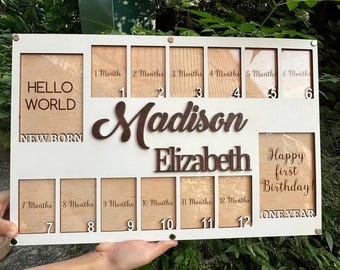 HELLO
WORLD
NEW BORN
1 Month
1
2 Months
2
3 Months
3
4 Months
4
5 Months
5
6 Months
6
Madison
Elizabeth
7 Months
7
8 Months
8
9 Months
9
10 Months
10
11 Months
11
12 Months
12
Happy
first
Birthday!
ONE YEAR